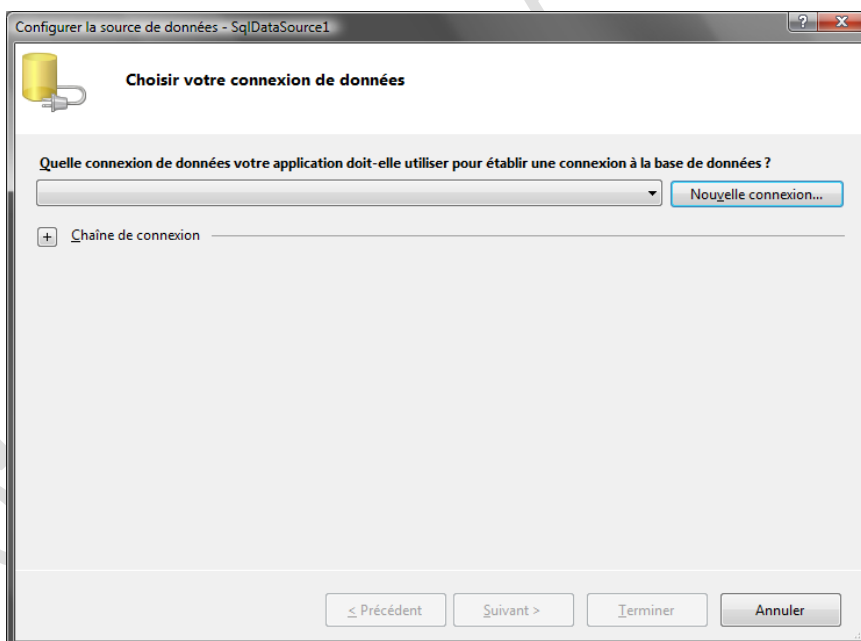 Configurer la source de données - SqlDataSource1
Choisir votre connexion de données
Quelle connexion de données votre application doit-elle utiliser pour établir une connexion à la base de données ?
Nouvelle connexion...
Chaîne de connexion
< Précédent Suivant > Terminer Annuler